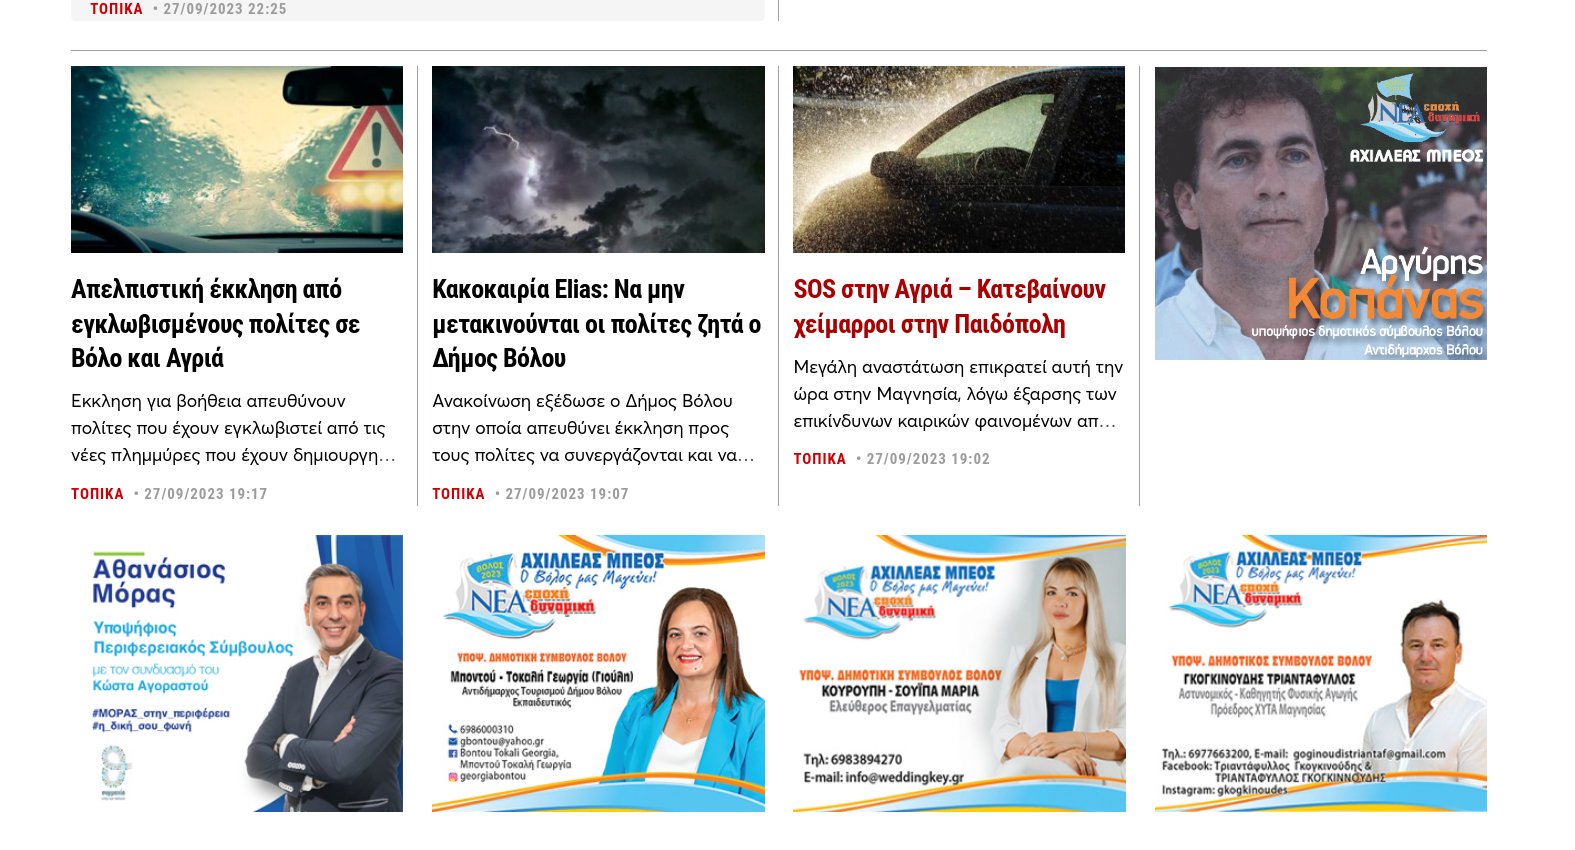 ΤΟΠΙΚΑ • 27/09/2023 22:25
Απελπιστική έκκληση από
εγκλωβισμένους πολίτες σε
Βόλο και Αγριά
Εκκληση για βοήθεια απευθύνουν
πολίτες που έχουν εγκλωβιστεί από τις
νέες πλημμύρες που έχουν δημιουργη...
ΤΟΠΙΚΑ • 27/09/2023 19:17
Κακοκαιρία Elias: Να μην
μετακινούνται οι πολίτες ζητά ο
Δήμος Βόλου
Ανακοίνωση εξέδωσε ο Δήμος Βόλου
στην οποία απευθύνει έκκληση προς
τους πολίτες να συνεργάζονται και να...
ΤΟΠΙΚΑ • 27/09/2023 19:07
SOS στην Αγριά – Κατεβαίνουν
χείμαρροι στην Παιδόπολη
Μεγάλη αναστάτωση επικρατεί αυτή την
ώρα στην Μαγνησία, λόγω έξαρσης των
επικίνδυνων καιρικών φαινομένων απ...
ΤΟΠΙΚΑ • 27/09/2023 19:02
ΝΕΑ εποχή
δυναμική
ΑΧΙΛΛΕΑΣ ΜΠΕΟΣ
Αργύρης
Κοπάνας
υποψήφιος δημοτικός σύμβουλος Βόλου
Αντιδήμαρχος Βόλου
Αθανάσιος
Μόρας
Υποψήφιος
Περιφερειακός Σύμβουλος
με τον συνδυασμό του
Κώστα Αγοραστού
#ΜΟΡΑΣ_στην_περιφέρεια
#η_δική_σου_φωνή
ΑΧΙΛΛΕΑΣ ΜΠΕΟΣ
Ο Βόλος μας Μαγεύει!
ΒΟΛΟΣ
2023
ΝΕΑ εποχή
δυναμική
ΥΠΟΨ. ΔΗΜΟΤΙΚΗ ΣΥΜΒΟΥΛΟΣ ΒΟΛΟΥ
Μποντού - Τοκαλή Γεωργία (Γιούλη)
Αντιδήμαρχος Τουρισμού Δήμου Βόλου
Εκπαιδευτικός
6986000310
gbontou@yahoo.gr
Bontou Tokali Georgia,
Μποντού Τοκαλή Γεωργία
georgiabontou
ΑΧΙΛΛΕΑΣ ΜΠΕΟΣ
Ο Βόλος μας Μαγεύει!
ΒΟΛΟΣ
2023
ΝΕΑ εποχή
δυναμική
ΥΠΟΨ. ΔΗΜΟΤΙΚΗ ΣΥΜΒΟΥΛΟΣ ΒΟΛΟΥ
ΚΟΥΡΟΥΠΗ - ΣΟΥΪΠΑ ΜΑΡΙΑ
Ελεύθερος Επαγγελματίας
Τηλ: 6983894270
E-mail: info@weddingkey.gr
ΑΧΙΛΛΕΑΣ ΜΠΕΟΣ
Ο Βόλος μας Μαγεύει!
ΒΟΛΟΣ
2023
ΝΕΑ εποχή
δυναμική
ΥΠΟΨ. ΔΗΜΟΤΙΚΟΣ ΣΥΜΒΟΥΛΟΣ ΒΟΛΟΥ
ΓΚΟΓΚΙΝΟΥΔΗΣ ΤΡΙΑΝΤΑΦΥΛΛΟΣ
Αστυνομικός - Καθηγητής Φυσικής Αγωγής
Πρόεδρος ΧΥΤΑ Μαγνησίας
Τηλ.: 6977663200, E-mail: goginoudistriantaf@gmail.com
Facebook: Τριαντάφυλλος Γκογκινούδης &
ΤΡΙΑΝΤΑΦΥΛΛΟΣ ΓΚΟΓΚΙΝΝΟΥΔΗΣ
Instagram: gkogkinoudes